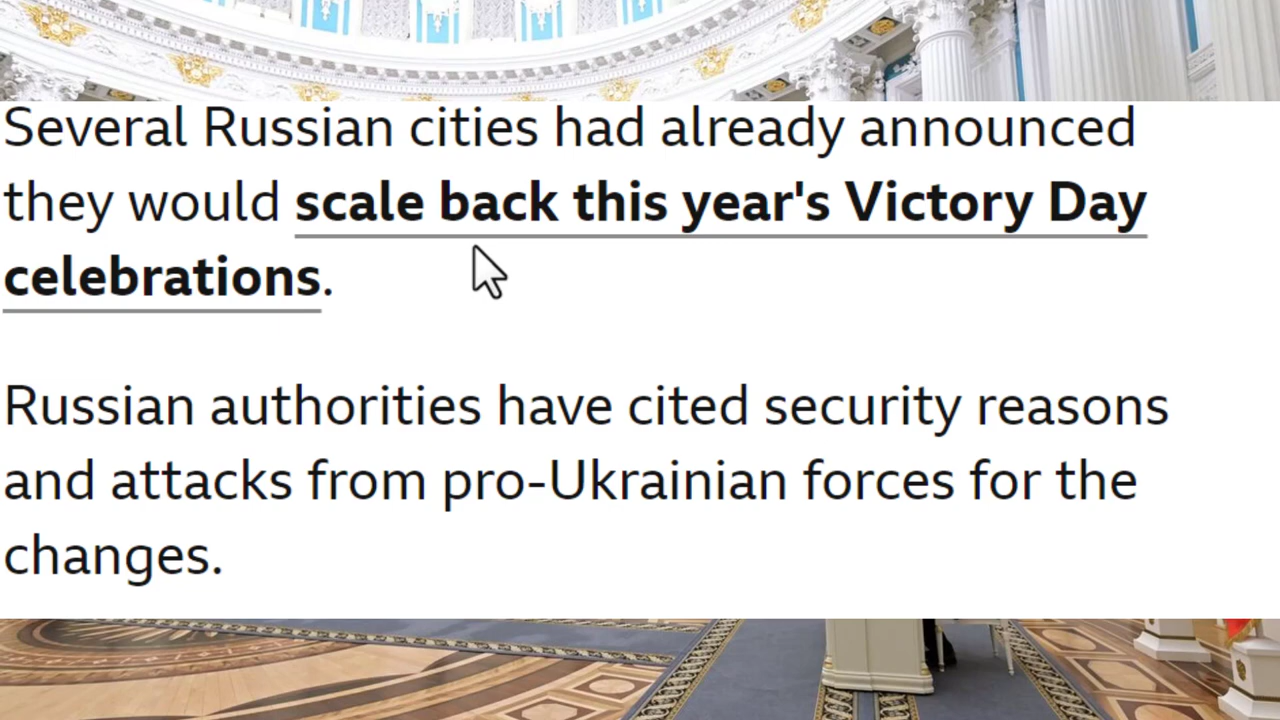 Several Russian cities had already announced
they would scale back this year's Victory Day
celebrations.
Russian authorities have cited security reasons
and attacks from pro-Ukrainian forces for the
changes.